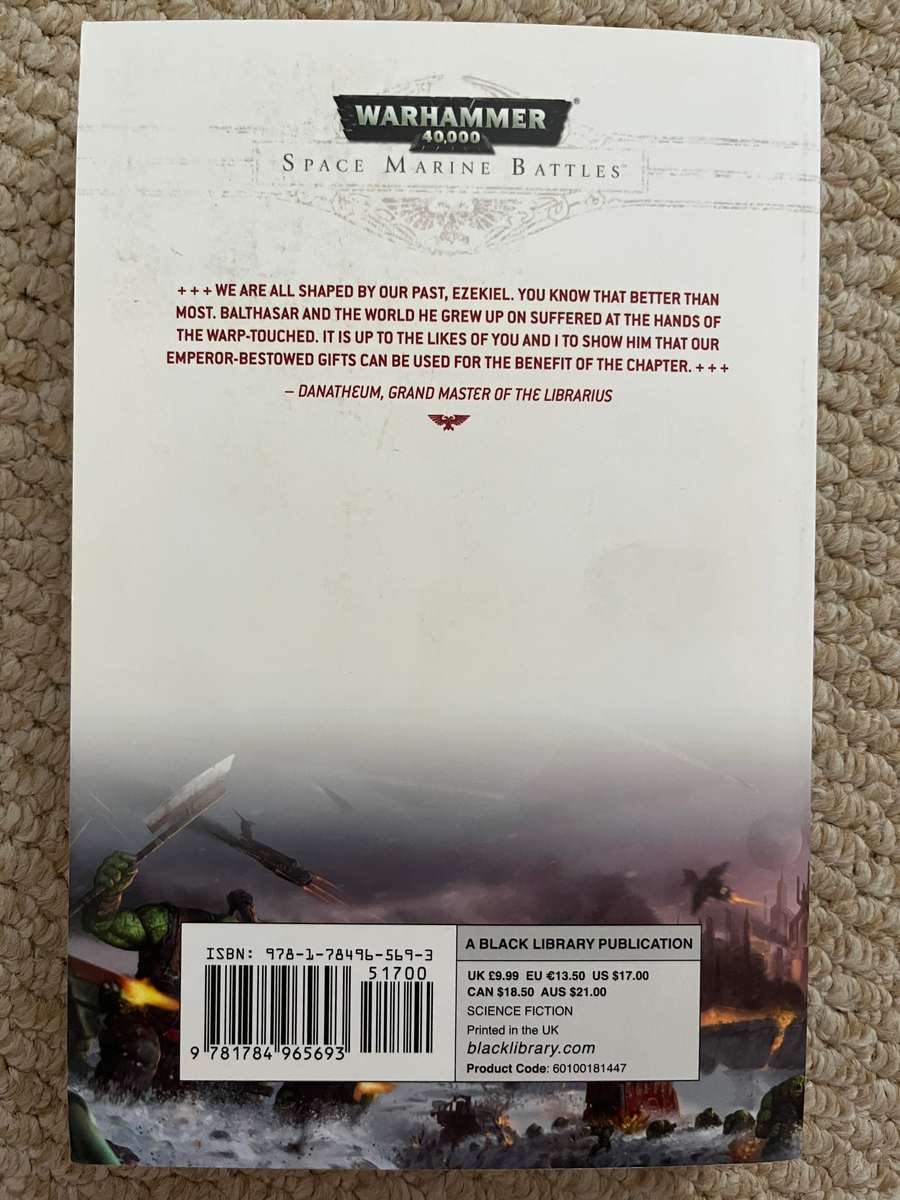 WARHAMMER®
40,000
SPACE MARINE BATTLES™
+ + + WE ARE ALL SHAPED BY OUR PAST, EZEKIEL. YOU KNOW THAT BETTER THAN
MOST. BALTHASAR AND THE WORLD HE GREW UP ON SUFFERED AT THE HANDS OF
THE WARP-TOUCHED. IT IS UP TO THE LIKES OF YOU AND I TO SHOW HIM THAT OUR
EMPEROR-BESTOWED GIFTS CAN BE USED FOR THE BENEFIT OF THE CHAPTER. + + +
– DANATHEUM, GRAND MASTER OF THE LIBRARIUS
ISBN: 978-1-78496-569-3
51700
9 781784 965693
A BLACK LIBRARY PUBLICATION
UK £9.99 EU €13.50 US $17.00
CAN $18.50 AUS $21.00
SCIENCE FICTION
Printed in the UK
blacklibrary.com
Product Code: 60100181447